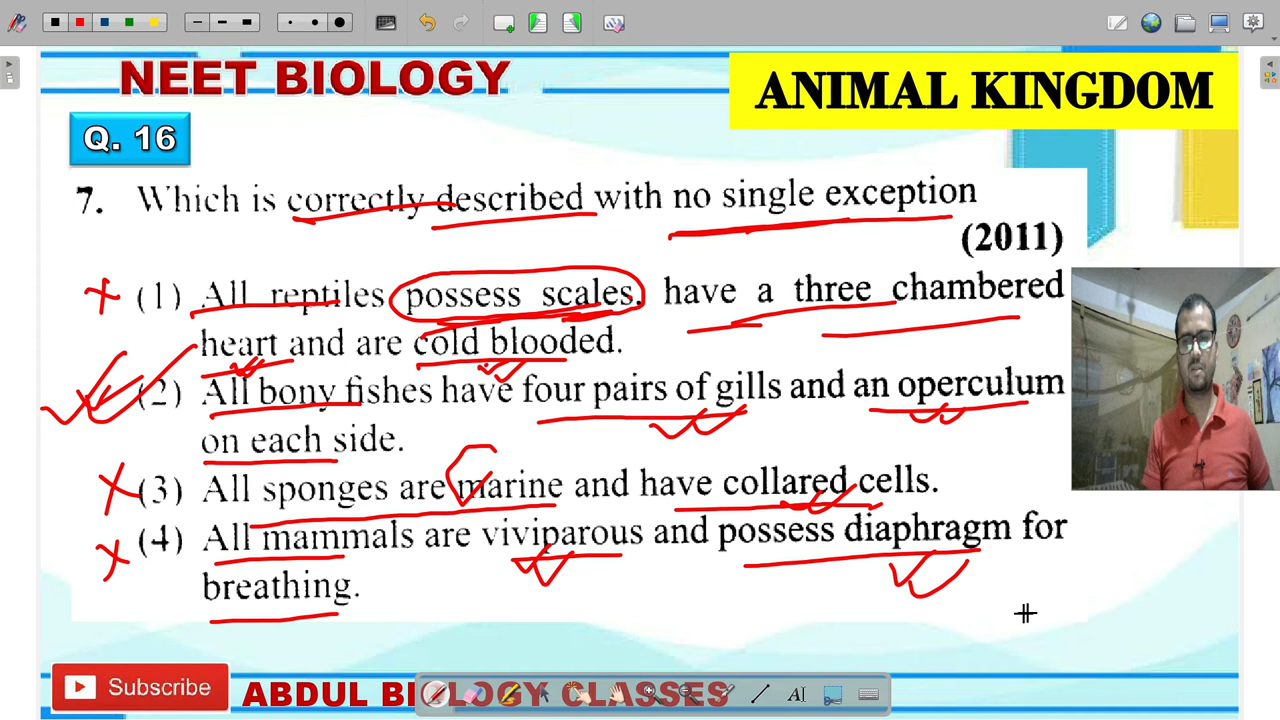 NEET BIOLOGY
ANIMAL KINGDOM
Q. 16
7. Which is correctly described with no single exception
(2011)
(1) All reptiles possess scales, have a three chambered
heart and are cold blooded.
(2) All bony fishes have four pairs of gills and an operculum
on each side.
(3) All sponges are marine and have collared cells.
(4) All mammals are viviparous and possess diaphragm for
breathing.
Subscribe
ABDUL BIOLOGY CLASSES